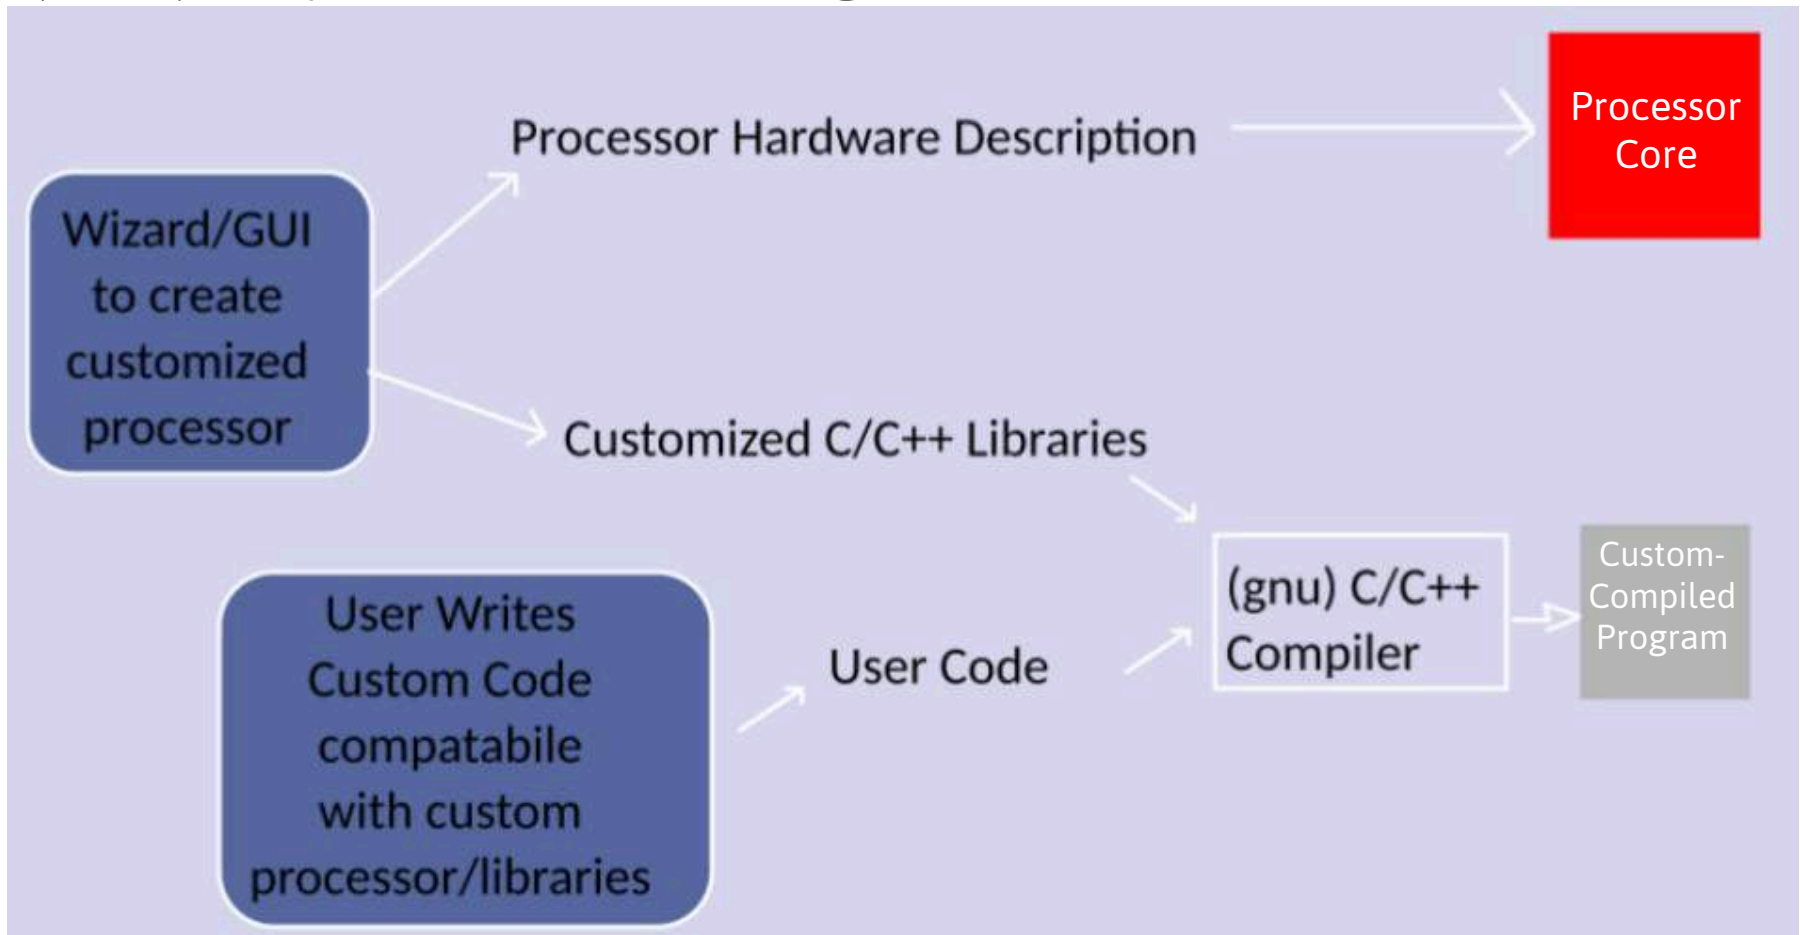 Processor Hardware Description
Processor
Core
Wizard/GUI
to create
customized
processor
Customized C/C++ Libraries
User Writes
Custom Code
compatabile
with custom
processor/libraries
User Code
(gnu) C/C++
Compiler
Custom-
Compiled
Program